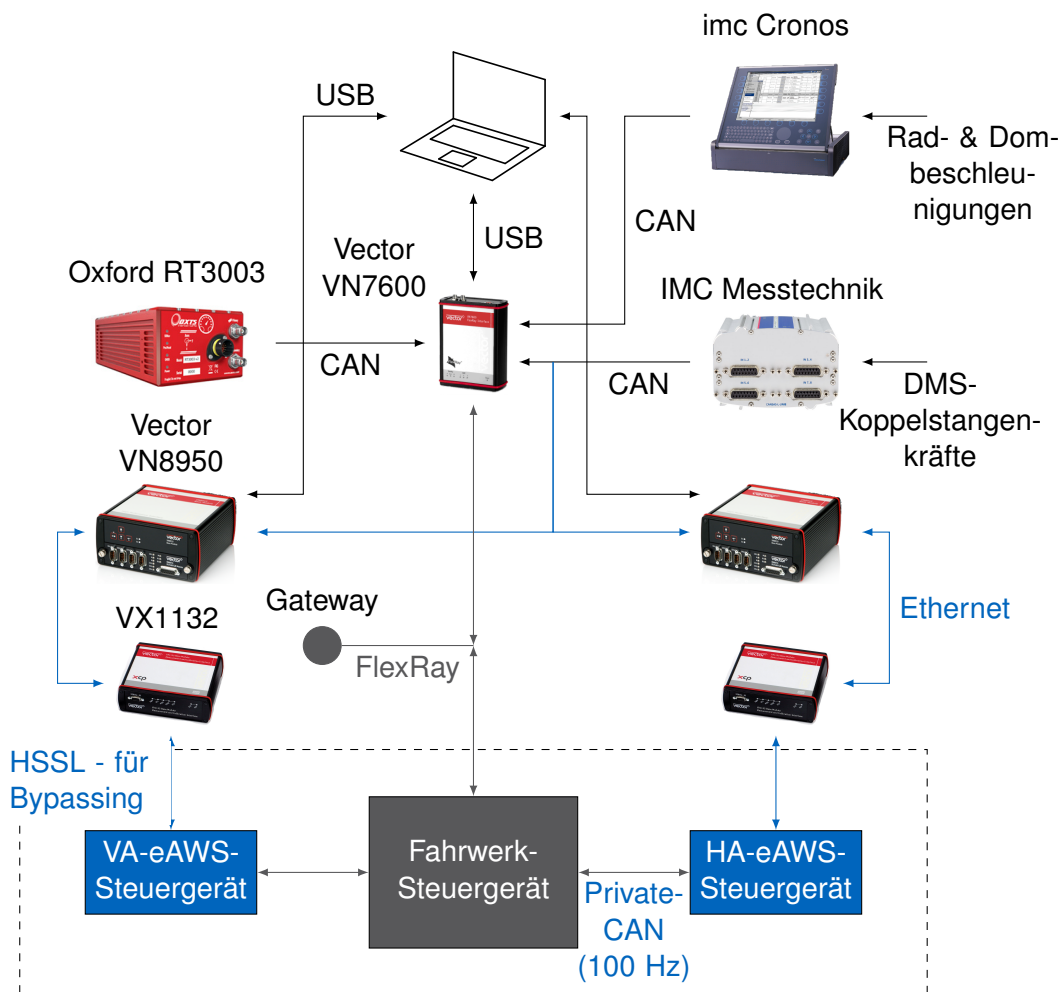 imc Cronos
USB
Rad- & Dom-
beschleu-
nigungen
CAN
USB
Vector
VN7600
Oxford RT3003
IMC Messtechnik
CAN
CAN
DMS-
Koppelstangen-
kräfte
Vector
VN8950
Gateway
VX1132
FlexRay
Ethernet
HSSL - für
Bypassing
VA-eAWS-
Steuergerät
Fahrwerk-
Steuergerät
HA-eAWS-
Steuergerät
Private-
CAN
(100 Hz)